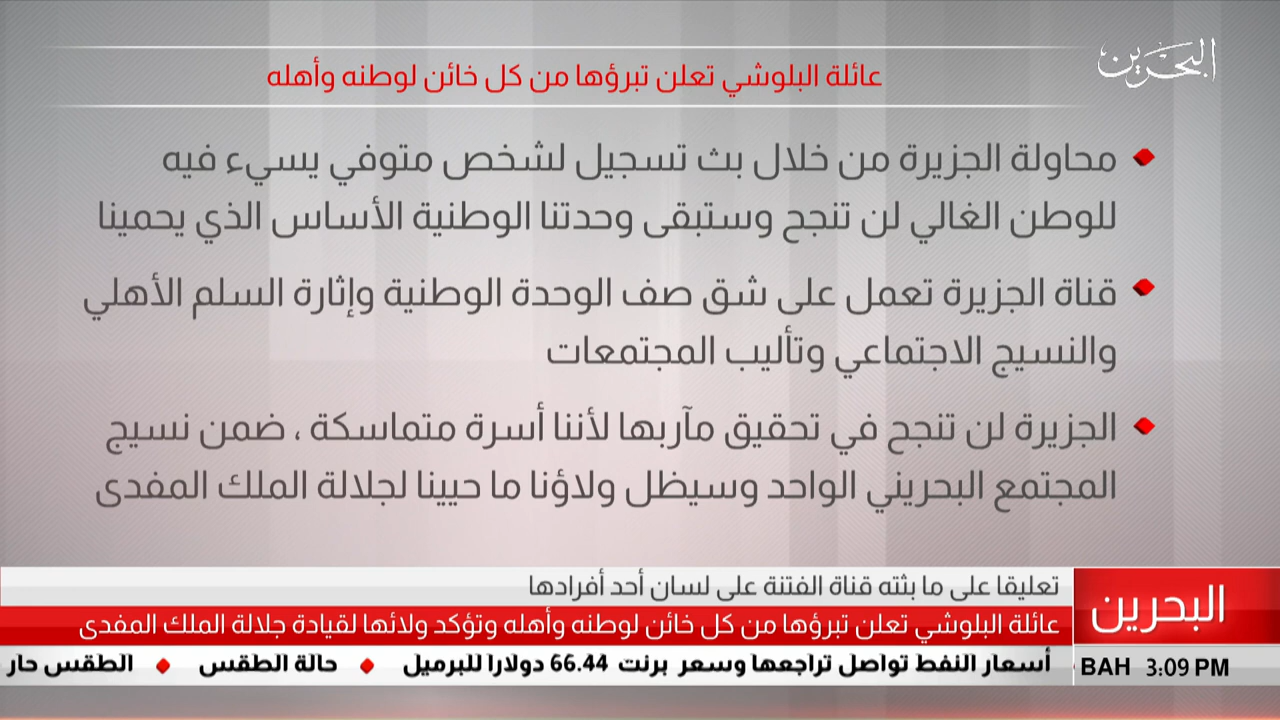 البحرين
عائلة البلوشي تعلن تبرؤها من كل خائن لوطنه وأهله
محاولة الجزيرة من خلال بث تسجيل لشخص متوفي يسيء فيه
للوطن الغالي لن تنجح وستبقى وحدتنا الوطنية الأساس الذي يحمينا
قناة الجزيرة تعمل على شق صف الوحدة الوطنية وإثارة السلم الأهلي
والنسيج الاجتماعي وتأليب المجتمعات
الجزيرة لن تنجح في تحقيق مآربها لأننا أسرة متماسكة ، ضمن نسيج
المجتمع البحريني الواحد وسيظل ولاؤنا ما حيينا لجلالة الملك المفدى
البحرين
تعليقا على ما بثته قناة الفتنة على لسان أحد أفرادها
عائلة البلوشي تعلن تبرؤها من كل خائن لوطنه وأهله وتؤكد ولائها لقيادة جلالة الملك المفدى
BAH 3:09 PM
أسعار النفط تواصل تراجعها وسعر برنت 66.44 دولارا للبرميل ♦ حالة الطقس ♦ الطقس حار